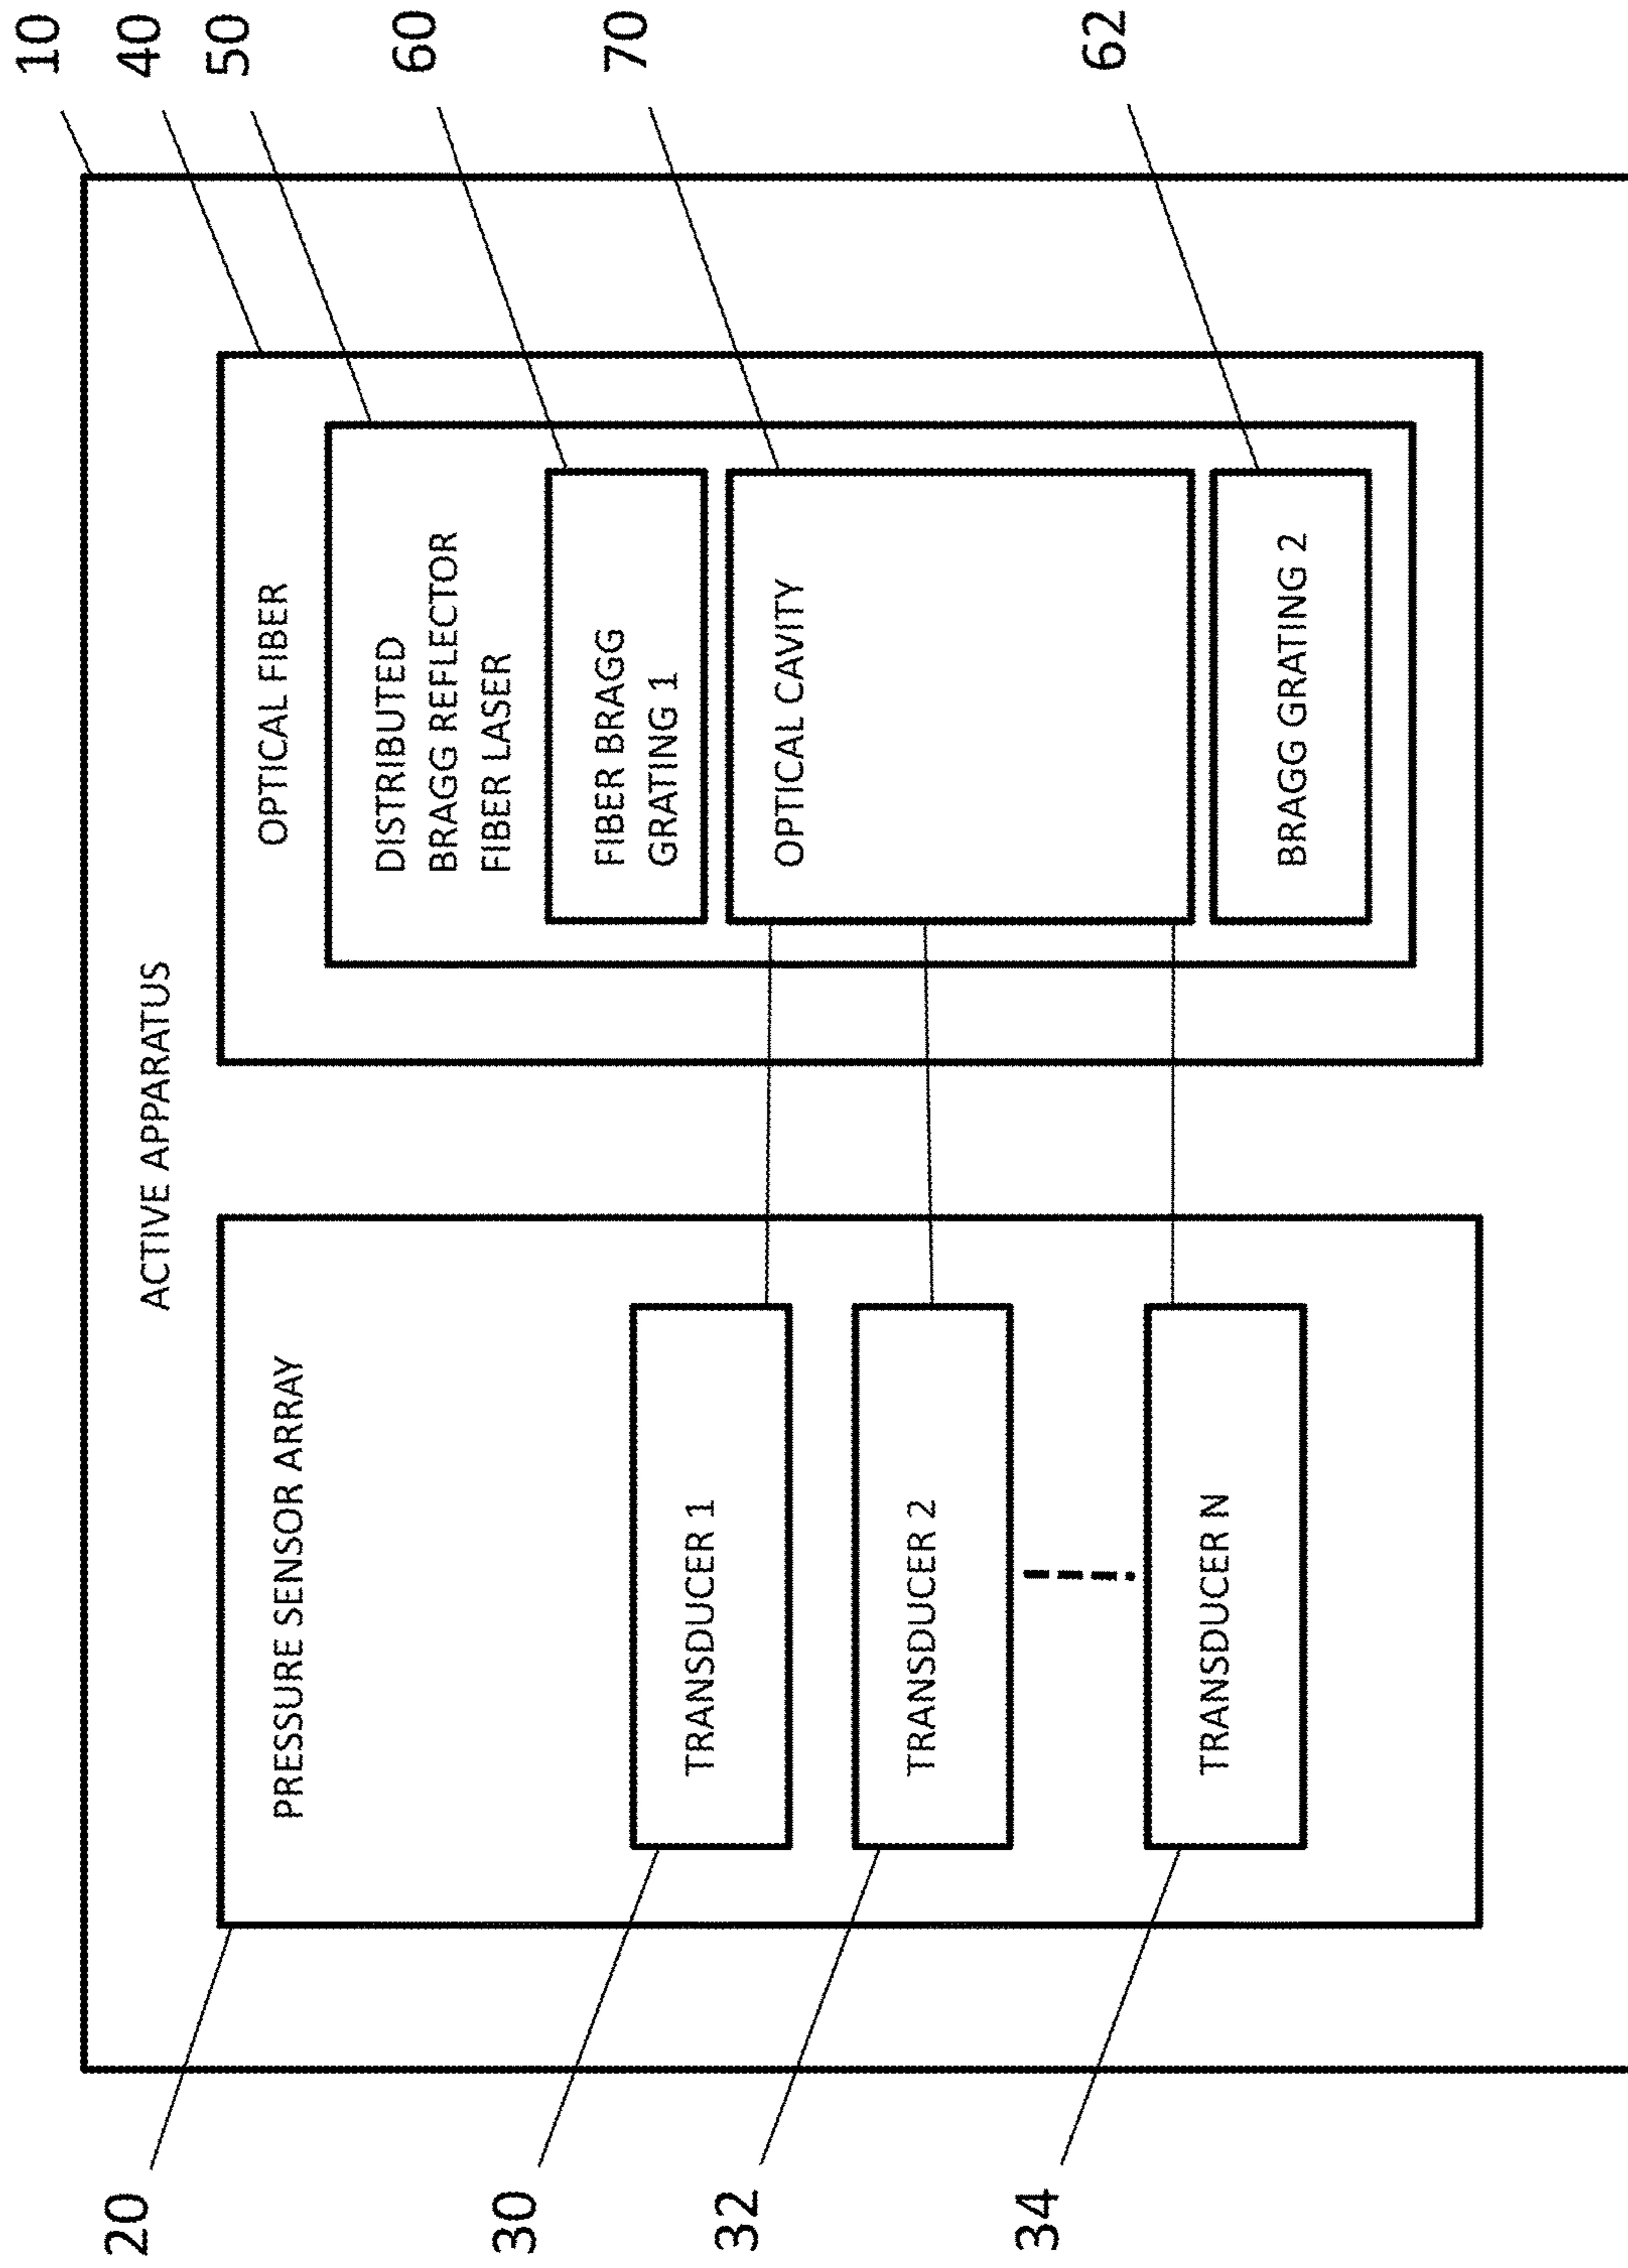 ACTIVE APPARATUS
10
20
PRESSURE SENSOR ARRAY
30
TRANSDUCER 1
32
TRANSDUCER 2
34
TRANSDUCER N
40
OPTICAL FIBER
50
DISTRIBUTED
BRAGG REFLECTOR
FIBER LASER
60
FIBER BRAGG
GRATING 1
70
OPTICAL CAVITY
62
BRAGG GRATING 2